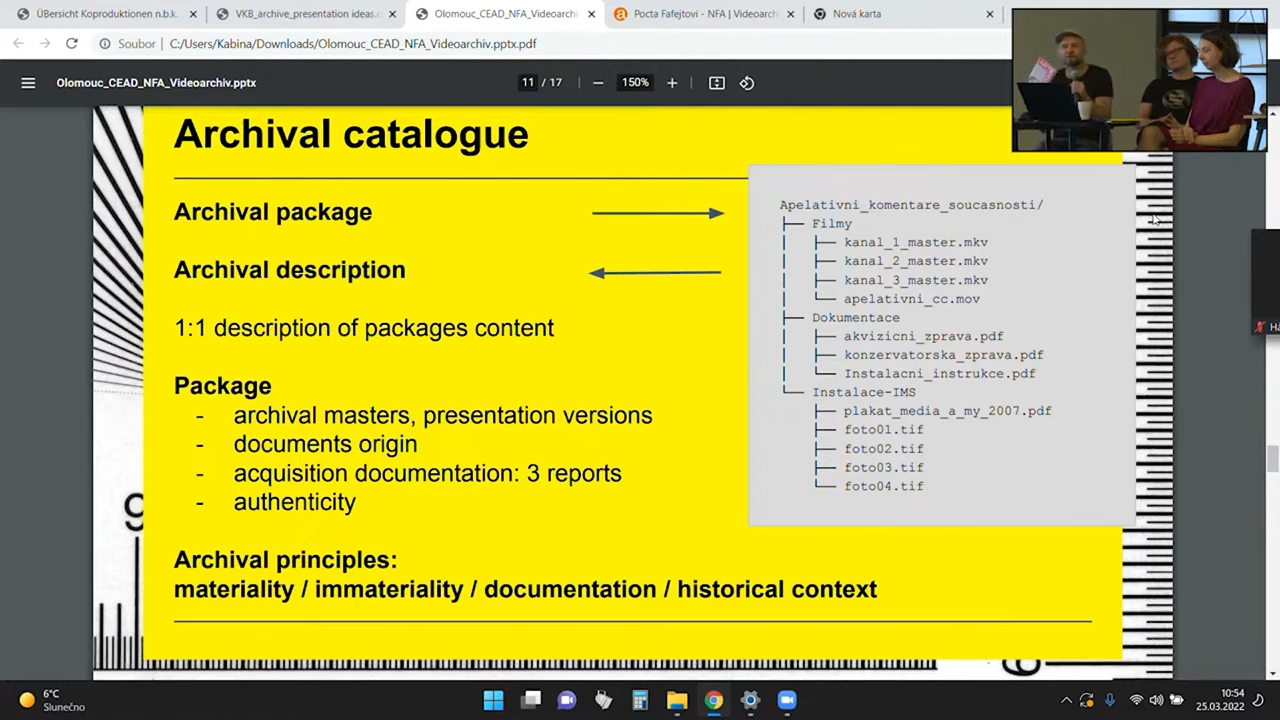 Übersicht Koproduktionen n.b.k.
VKB_archive_presentation ideas.
Olomouc_CEAD_NFA_Videoarchiv.
Pocta Fafejtovi - NFA | Videoarchiv
Nová karta
Soubor | C:/Users/Kabina/Downloads/Olomouc_CEAD_NFA_Videoarchiv.pptx.pdf
Olomouc_CEAD_NFA_Videoarchiv.pptx
11 / 17
150%
Archival catalogue
Archival package
Archival description
1:1 description of packages content
Package
- archival masters, presentation versions
- documents origin
- acquisition documentation: 3 reports
- authenticity
Archival principles:
materiality / immateriality / documentation / historical context
Apelativni_komentare_soucasnosti/
├── Filmy
│ ├── kanal_1_master.mkv
│ ├── kanal_2_master.mkv
│ ├── kanal_3_master.mkv
│ └── apelativni_cc.mov
├── Dokumentace
│ ├── akvizicni_zprava.pdf
│ ├── konzervatorska_zprava.pdf
│ └── Instalacni_instrukce.pdf
└── Instalace-IMS
├── plakat_media_a_my_2007.pdf
├── foto01.tif
├── foto02.tif
├── foto03.tif
└── foto04.tif
9
6°C
Slunečno
10:54
25.03.2022